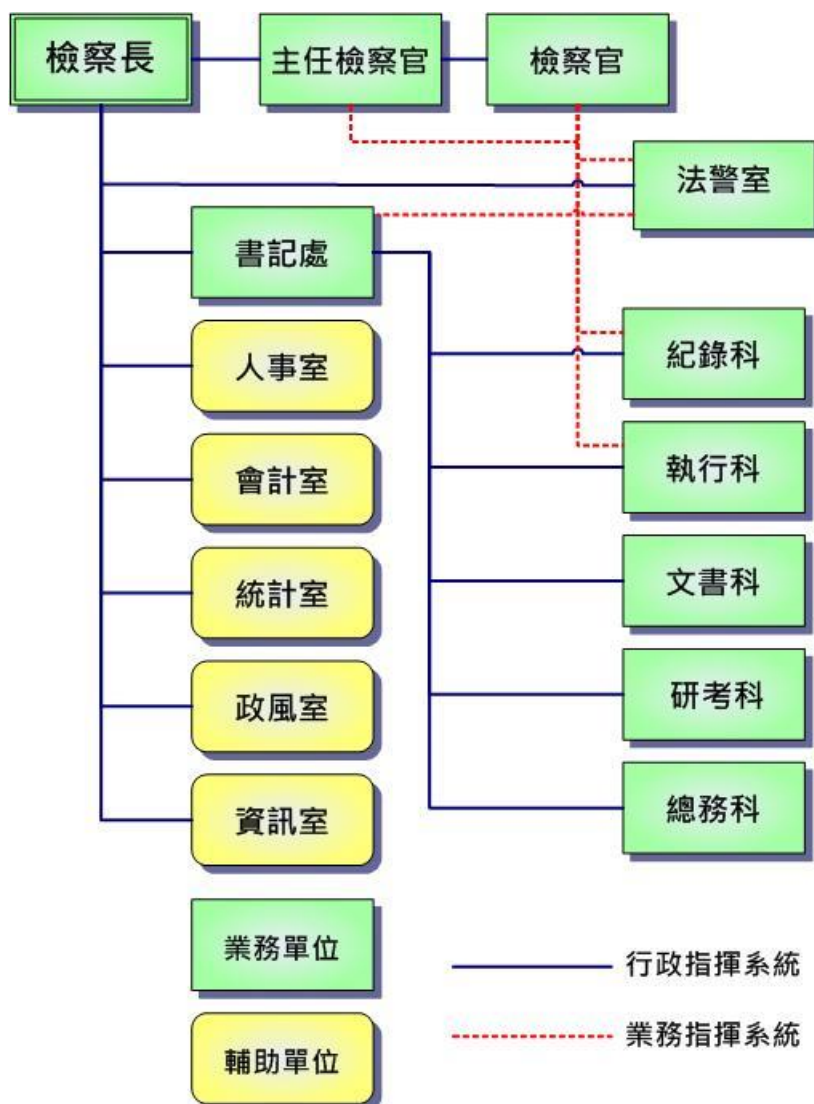 檢察長
主任檢察官
檢察官
法警室
書記處
人事室
會計室
統計室
政風室
資訊室
紀錄科
執行科
文書科
研考科
總務科
業務單位
輔助單位
行政指揮系統
業務指揮系統